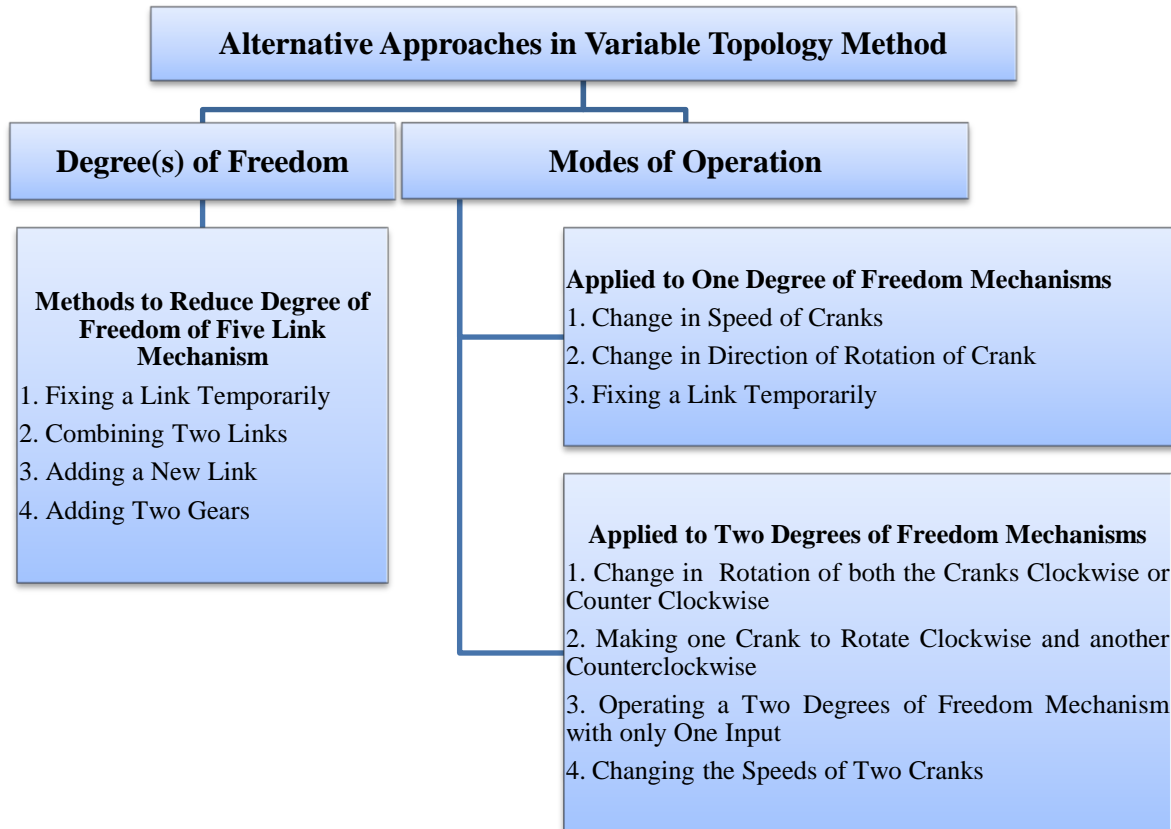 Alternative Approaches in Variable Topology Method
Degree(s) of Freedom
Modes of Operation
Methods to Reduce Degree of
Freedom of Five Link
Mechanism
1. Fixing a Link Temporarily
2. Combining Two Links
3. Adding a New Link
4. Adding Two Gears
Applied to One Degree of Freedom Mechanisms
1. Change in Speed of Cranks
2. Change in Direction of Rotation of Crank
3. Fixing a Link Temporarily
Applied to Two Degrees of Freedom Mechanisms
1. Change in Rotation of both the Cranks Clockwise or
Counter Clockwise
2. Making one Crank to Rotate Clockwise and another
Counterclockwise
3. Operating a Two Degrees of Freedom Mechanism
with only One Input
4. Changing the Speeds of Two Cranks